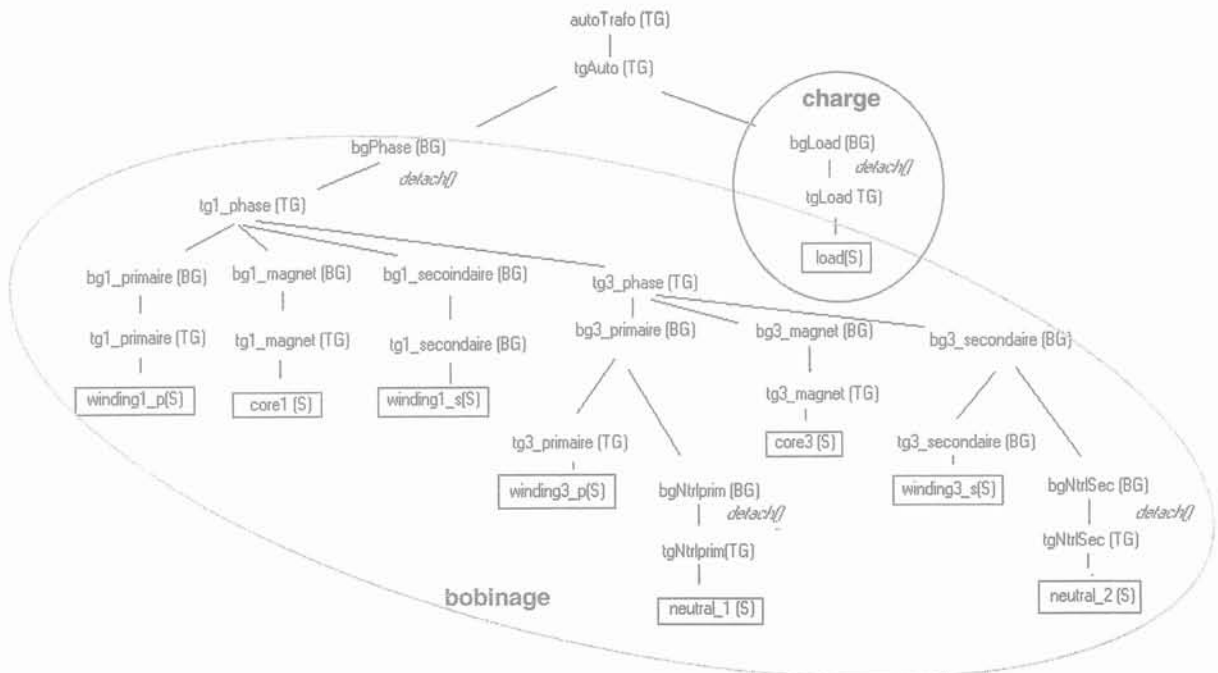 autoTrafo (TG)
tgAuto (TG)
charge
bgPhase (BG)
bgLoad (BG)
detach()
detach()
tg1_phase (TG)
tgLoad TG)
load(S)
bg1_primaire (BG)
bg1_magnet (BG)
bg1_secoindaire (BG)
tg3_phase (TG)
tg1_primaire (TG)
tg1_magnet (TG)
tg1_secondaire (BG)
bg3_primaire (BG)
bg3_magnet (BG)
bg3_secondaire (BG)
winding1_p(S)
core1 (S)
winding1_s(S)
tg3_magnet (TG)
tg3_primaire (TG)
core3 (S)
tg3_secondaire (BG)
winding3_p(S)
bgNtrlprim (BG)
winding3_s(S)
bgNtrlSec (BG)
detach()
detach()
tgNtrlprim(TG)
tgNtrlSec (TG)
bobinage
neutral_1 (S)
neutral_2 (S)